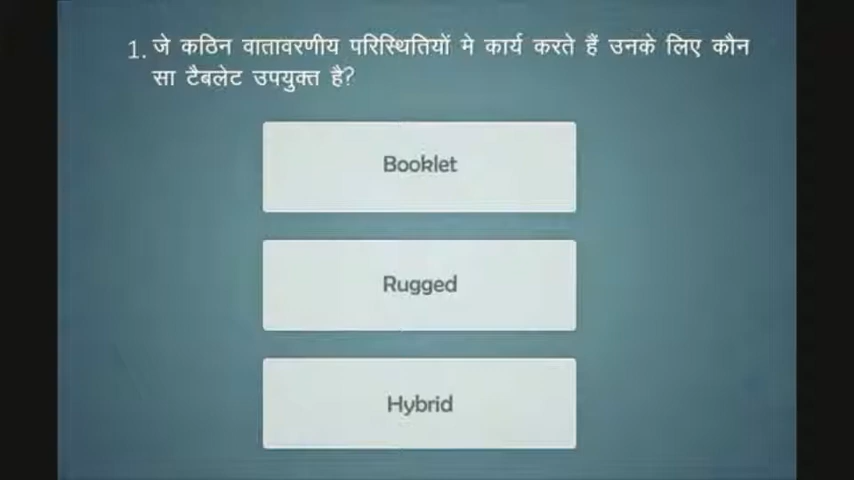 1. जे कठिन वातावरणीय परिस्थितियों मे कार्य करते हैं उनके लिए कौन
सा टैबलेट उपयुक्त है?
Booklet
Rugged
Hybrid